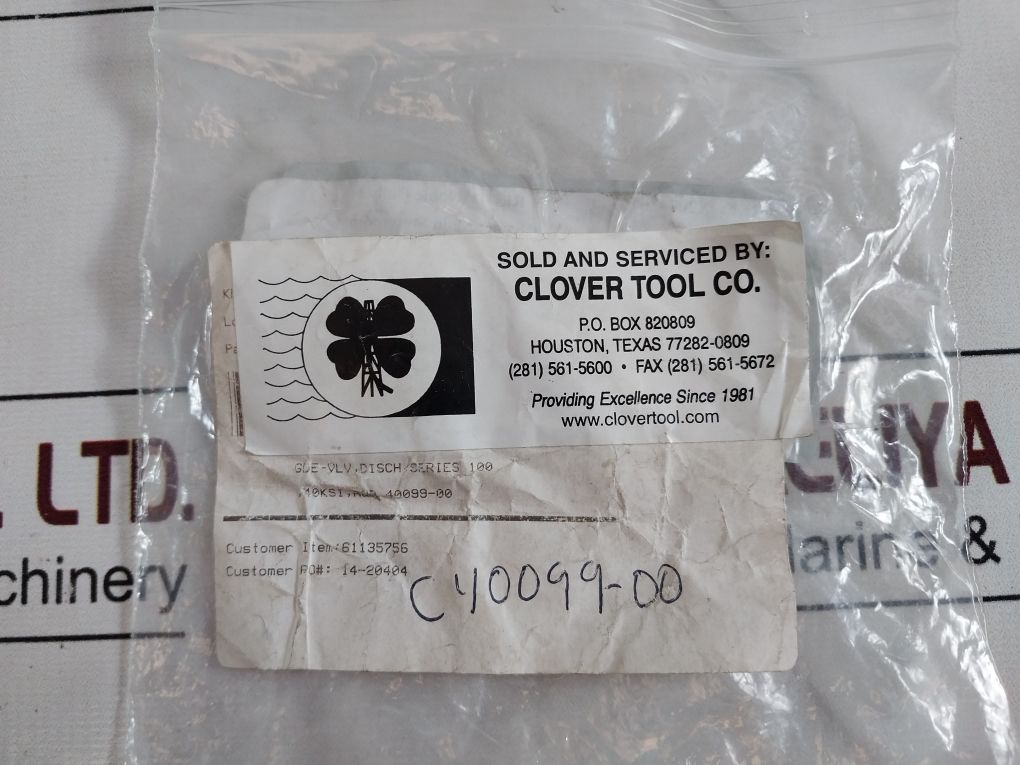 SOLD AND SERVICED BY:
CLOVER TOOL CO.
P.O. BOX 820809
HOUSTON, TEXAS 77282-0809
(281) 561-5600 • FAX (281) 561-5672
Providing Excellence Since 1981
www.clovertool.com
VLV,DISCH/SERIES 100
40099-00
Customer Item:61135756
Customer PO#: 14-20404
C40099-00
LTD.
chinery
&